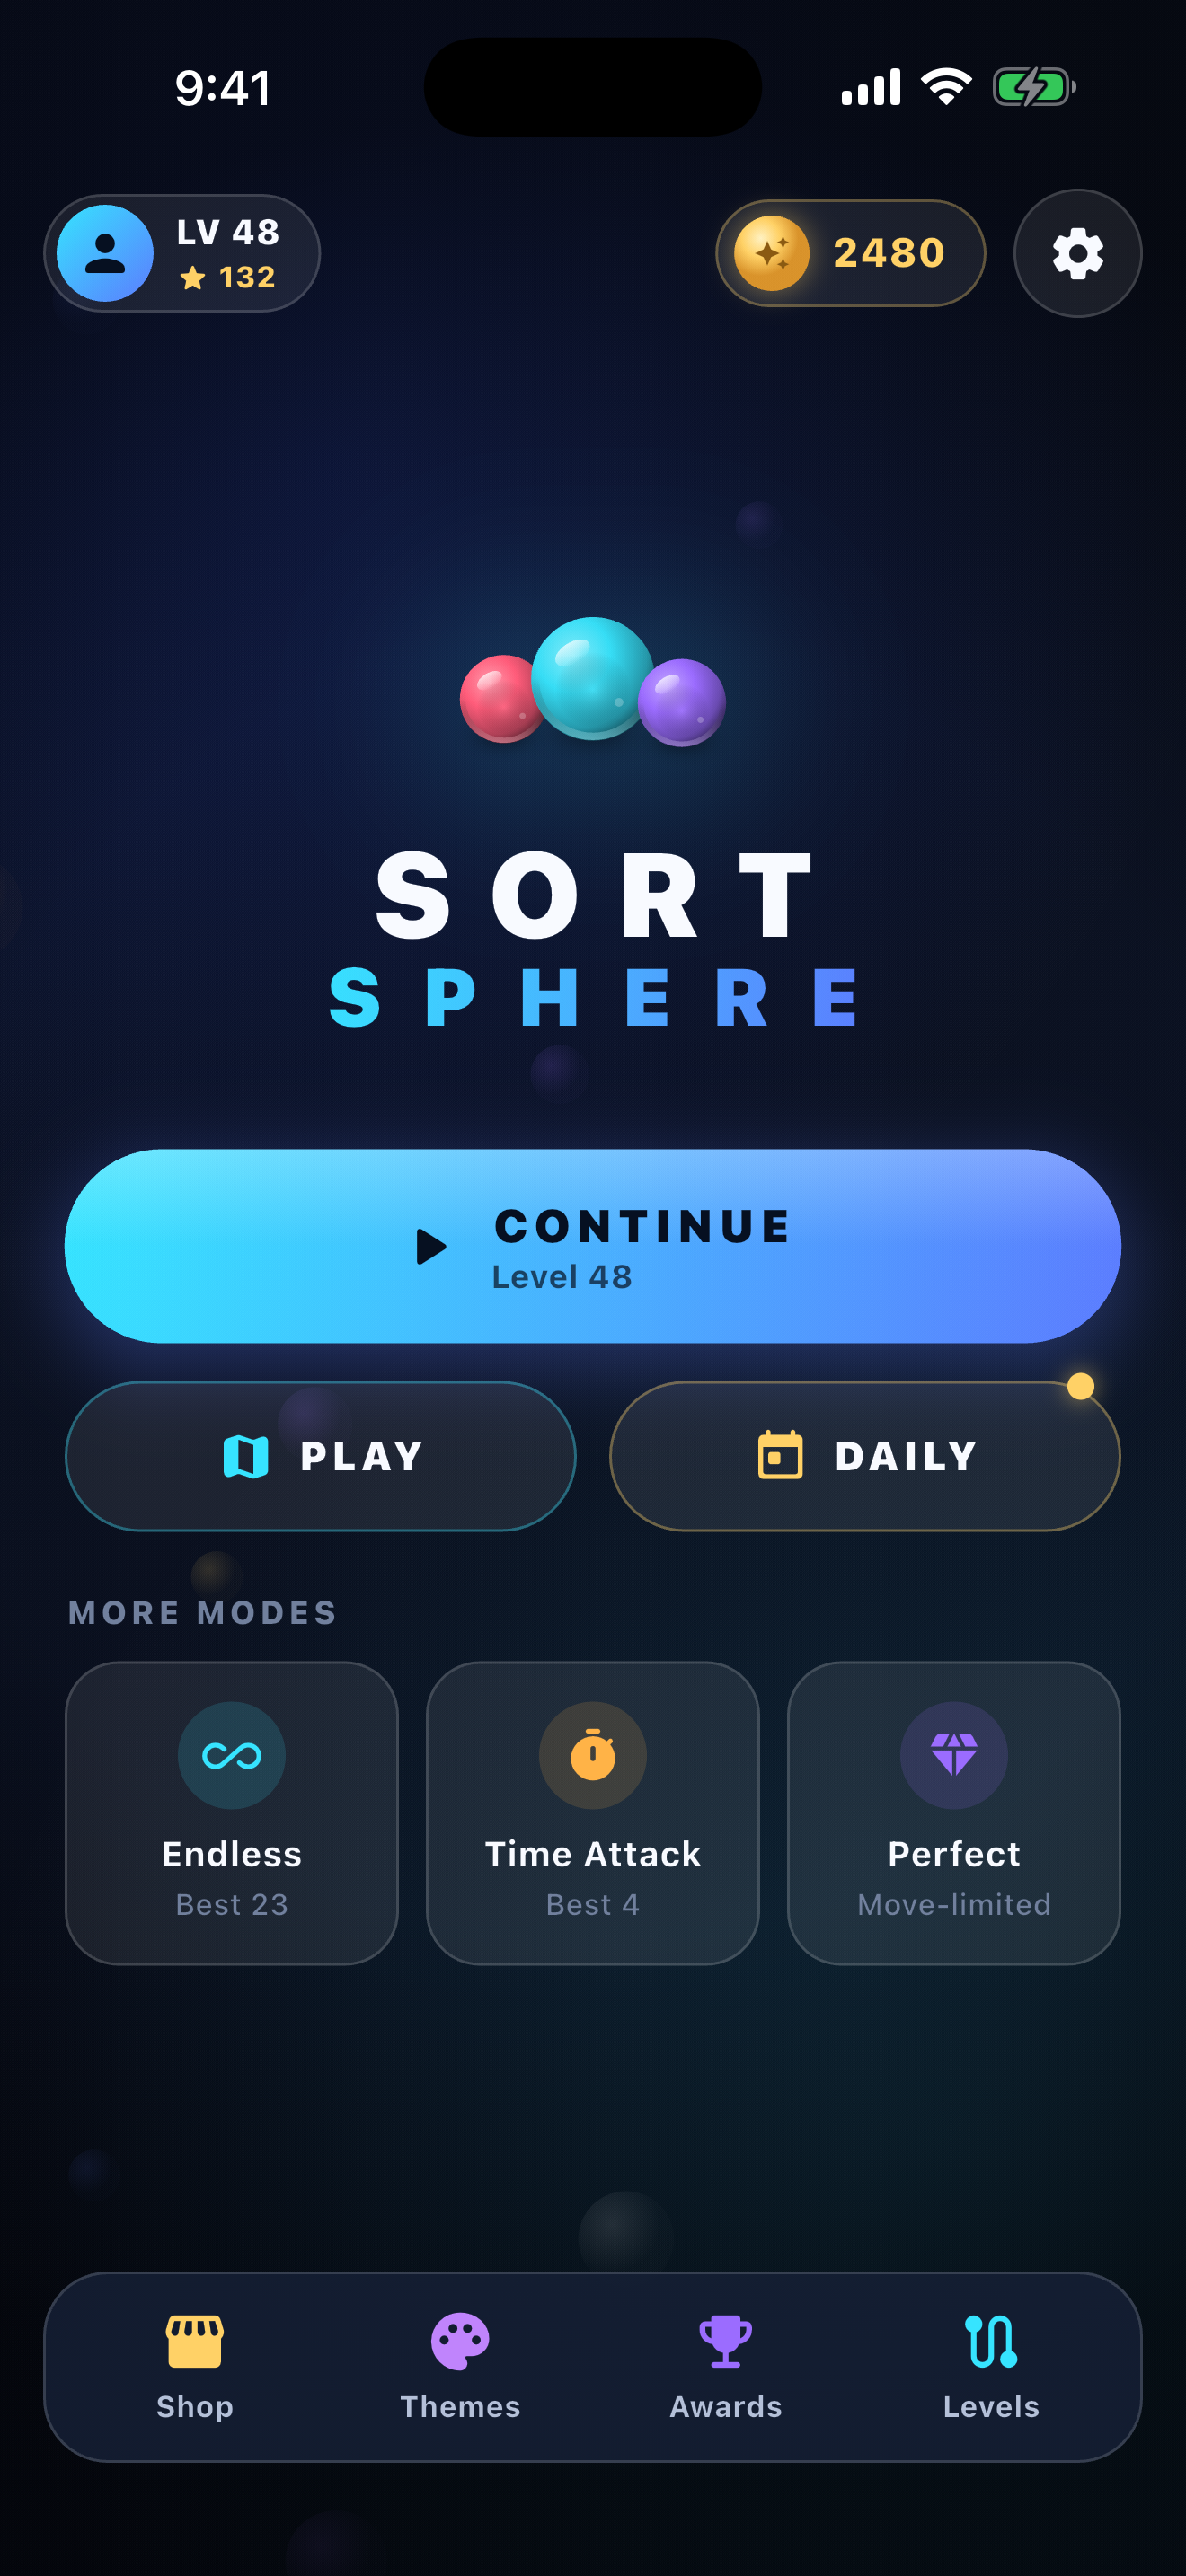 9:41
LV 48
132
2480
SORT
SPHERE
CONTINUE
Level 48
PLAY
DAILY
MORE MODES
Endless
Best 23
Time Attack
Best 4
Perfect
Move-limited
Shop
Themes
Awards
Levels